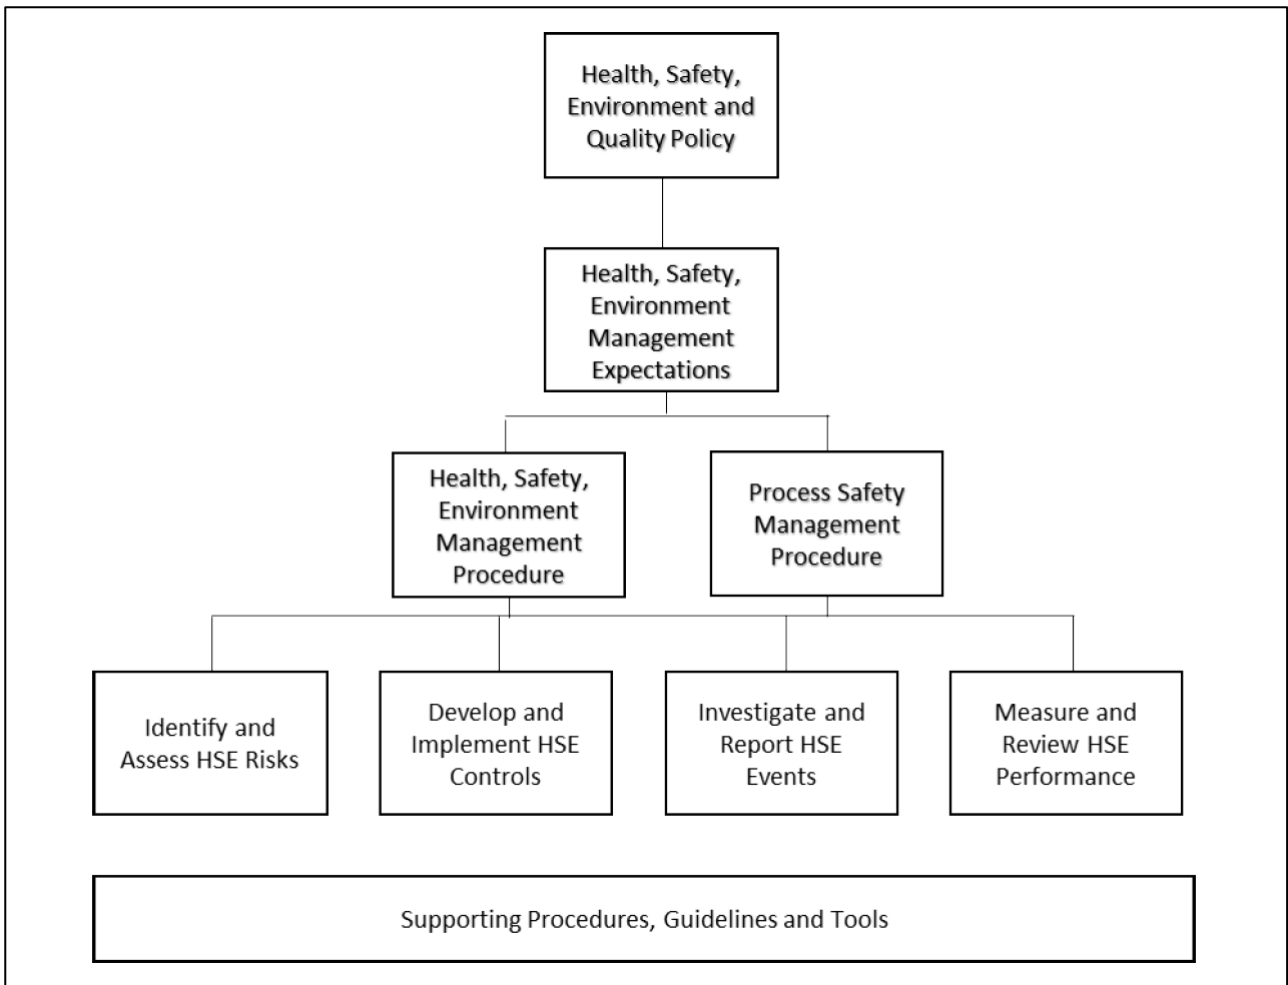 Health, Safety,
Environment and
Quality Policy
Health, Safety,
Environment
Management
Expectations
Health, Safety,
Environment
Management
Procedure
Process Safety
Management
Procedure
Identify and
Assess HSE Risks
Develop and
Implement HSE
Controls
Investigate and
Report HSE
Events
Measure and
Review HSE
Performance
Supporting Procedures, Guidelines and Tools